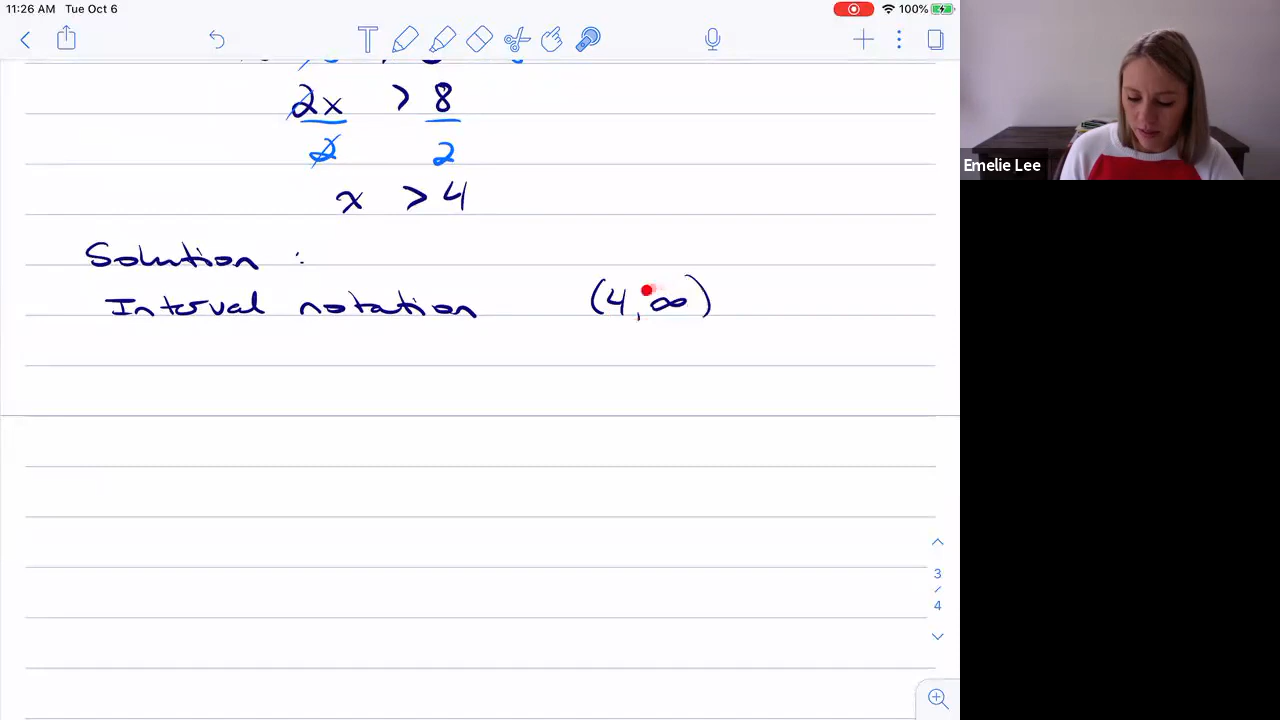 11:26 AM Tue Oct 6
100%
2x > 8
2 2
x > 4
Solution :
Interval notation (4, ∞)
3
/
4
Emelie Lee